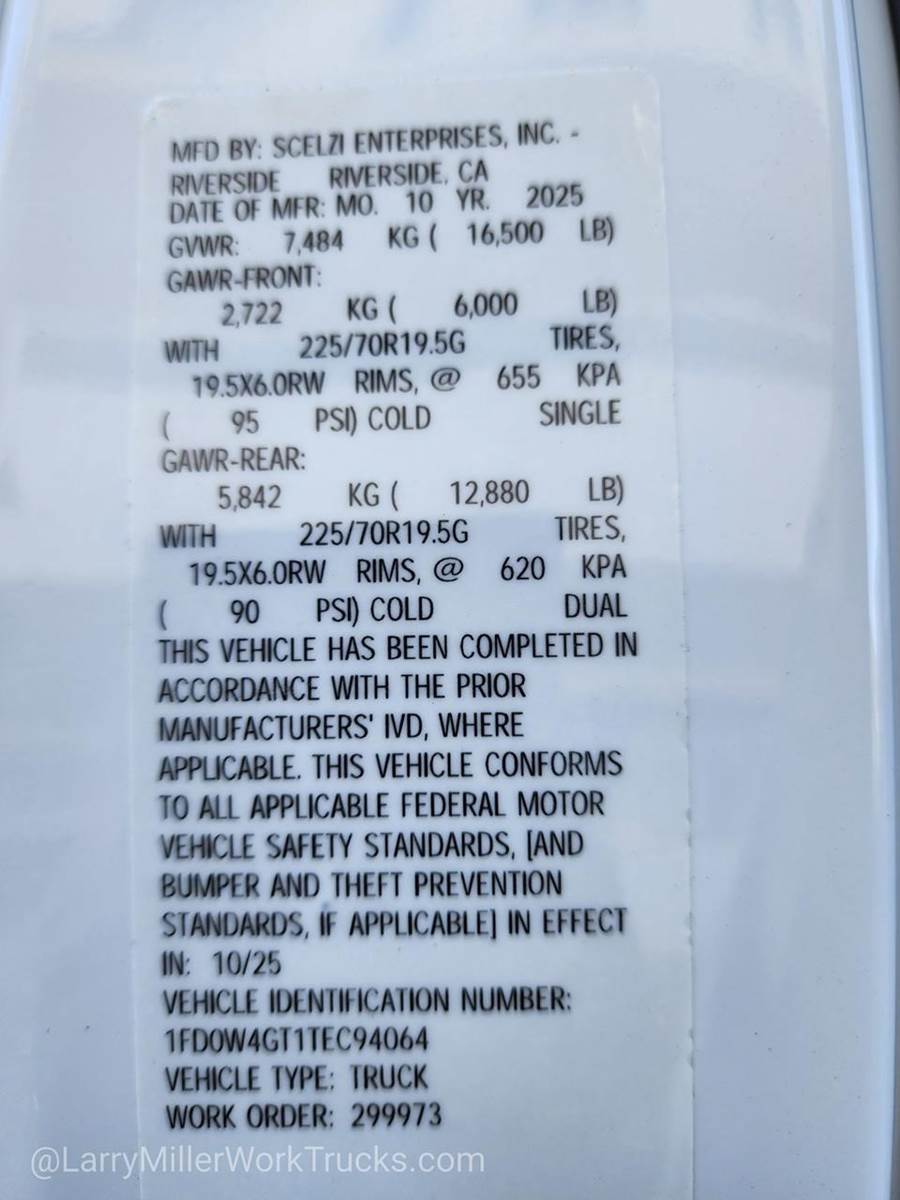 MFD BY: SCELZI ENTERPRISES, INC. -
RIVERSIDE RIVERSIDE, CA
DATE OF MFR: MO. 10 YR. 2025
GVWR: 7,484 KG ( 16,500 LB)
GAWR-FRONT:
2,722 KG ( 6,000 LB)
WITH 225/70R19.5G TIRES,
19.5X6.0RW RIMS, @ 655 KPA
( 95 PSI) COLD SINGLE
GAWR-REAR:
5,842 KG ( 12,880 LB)
WITH 225/70R19.5G TIRES,
19.5X6.0RW RIMS, @ 620 KPA
( 90 PSI) COLD DUAL
THIS VEHICLE HAS BEEN COMPLETED IN
ACCORDANCE WITH THE PRIOR
MANUFACTURERS' IVD, WHERE
APPLICABLE. THIS VEHICLE CONFORMS
TO ALL APPLICABLE FEDERAL MOTOR
VEHICLE SAFETY STANDARDS, [AND
BUMPER AND THEFT PREVENTION
STANDARDS, IF APPLICABLE] IN EFFECT
IN: 10/25
VEHICLE IDENTIFICATION NUMBER:
1FD0W4GT1TEC94064
VEHICLE TYPE: TRUCK
WORK ORDER: 299973
@LarryMillerWorkTrucks.com